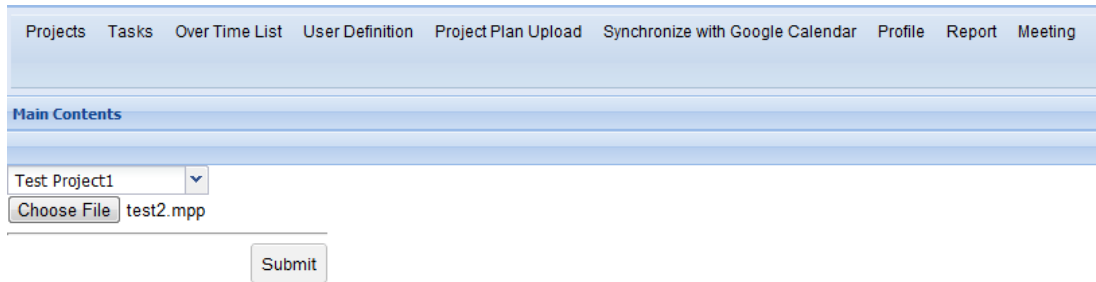 Projects Tasks Over Time List User Definition Project Plan Upload Synchronize with Google Calendar Profile Report Meeting
Main Contents
Test Project1
Choose File test2.mpp
Submit